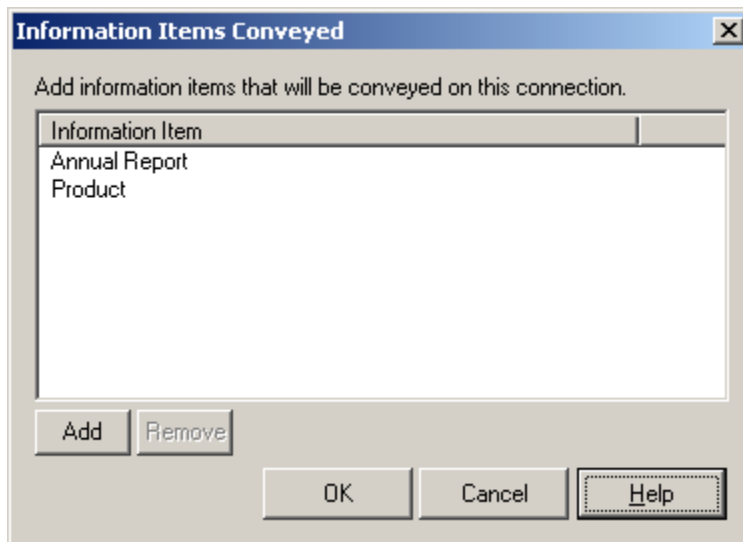 Information Items Conveyed
Add information items that will be conveyed on this connection.
Information Item
Annual Report
Product
Add Remove
OK Cancel Help